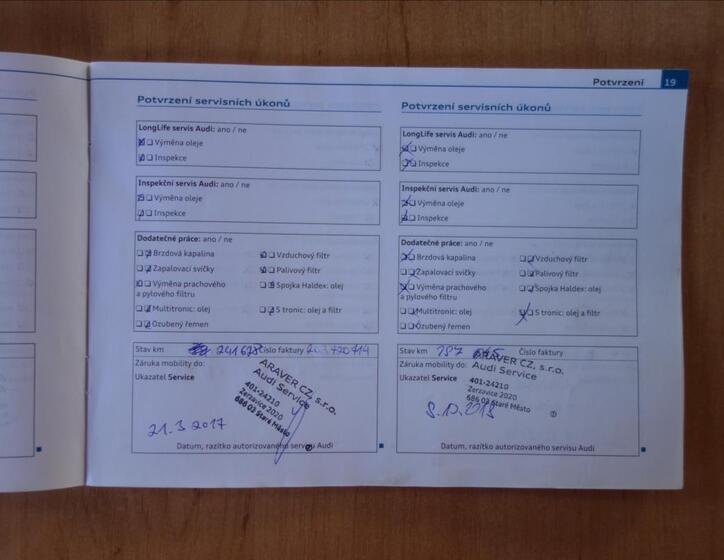 Potvrzení 19
Potvrzení servisních úkonů
LongLife servis Audi: ano / ne
Výměna oleje
Inspekce
Inspekční servis Audi: ano / ne
Výměna oleje
Inspekce
Dodatečné práce: ano / ne
Brzdová kapalina
Vzduchový filtr
Zapalovací svíčky
Palivový filtr
Výměna prachového
a pylového filtru
Spojka Haldex: olej
Multitronic: olej
S tronic: olej a filtr
Ozubený řemen
Stav km 241628 Číslo faktury
Záruka mobility do:
Ukazatel Service
ARAVER CZ, s.r.o.
Audi Service
401-24210
Zerzavice 2020
686 03 Staré Město
21.3 2017
Datum, razítko autorizovaného servisu Audi
Potvrzení servisních úkonů
LongLife servis Audi: ano / ne
Výměna oleje
Inspekce
Inspekční servis Audi: ano / ne
Výměna oleje
Inspekce
Dodatečné práce: ano / ne
Brzdová kapalina
Vzduchový filtr
Zapalovací svíčky
Palivový filtr
Výměna prachového
a pylového filtru
Spojka Haldex: olej
Multitronic: olej
S tronic: olej a filtr
Ozubený řemen
Stav km Číslo faktury
Záruka mobility do:
Ukazatel Service
ARAVER CZ, s.r.o.
Audi Service
401-24210
Zerzavice 2020
686 03 Staré Město
Datum, razítko autorizovaného servisu Audi